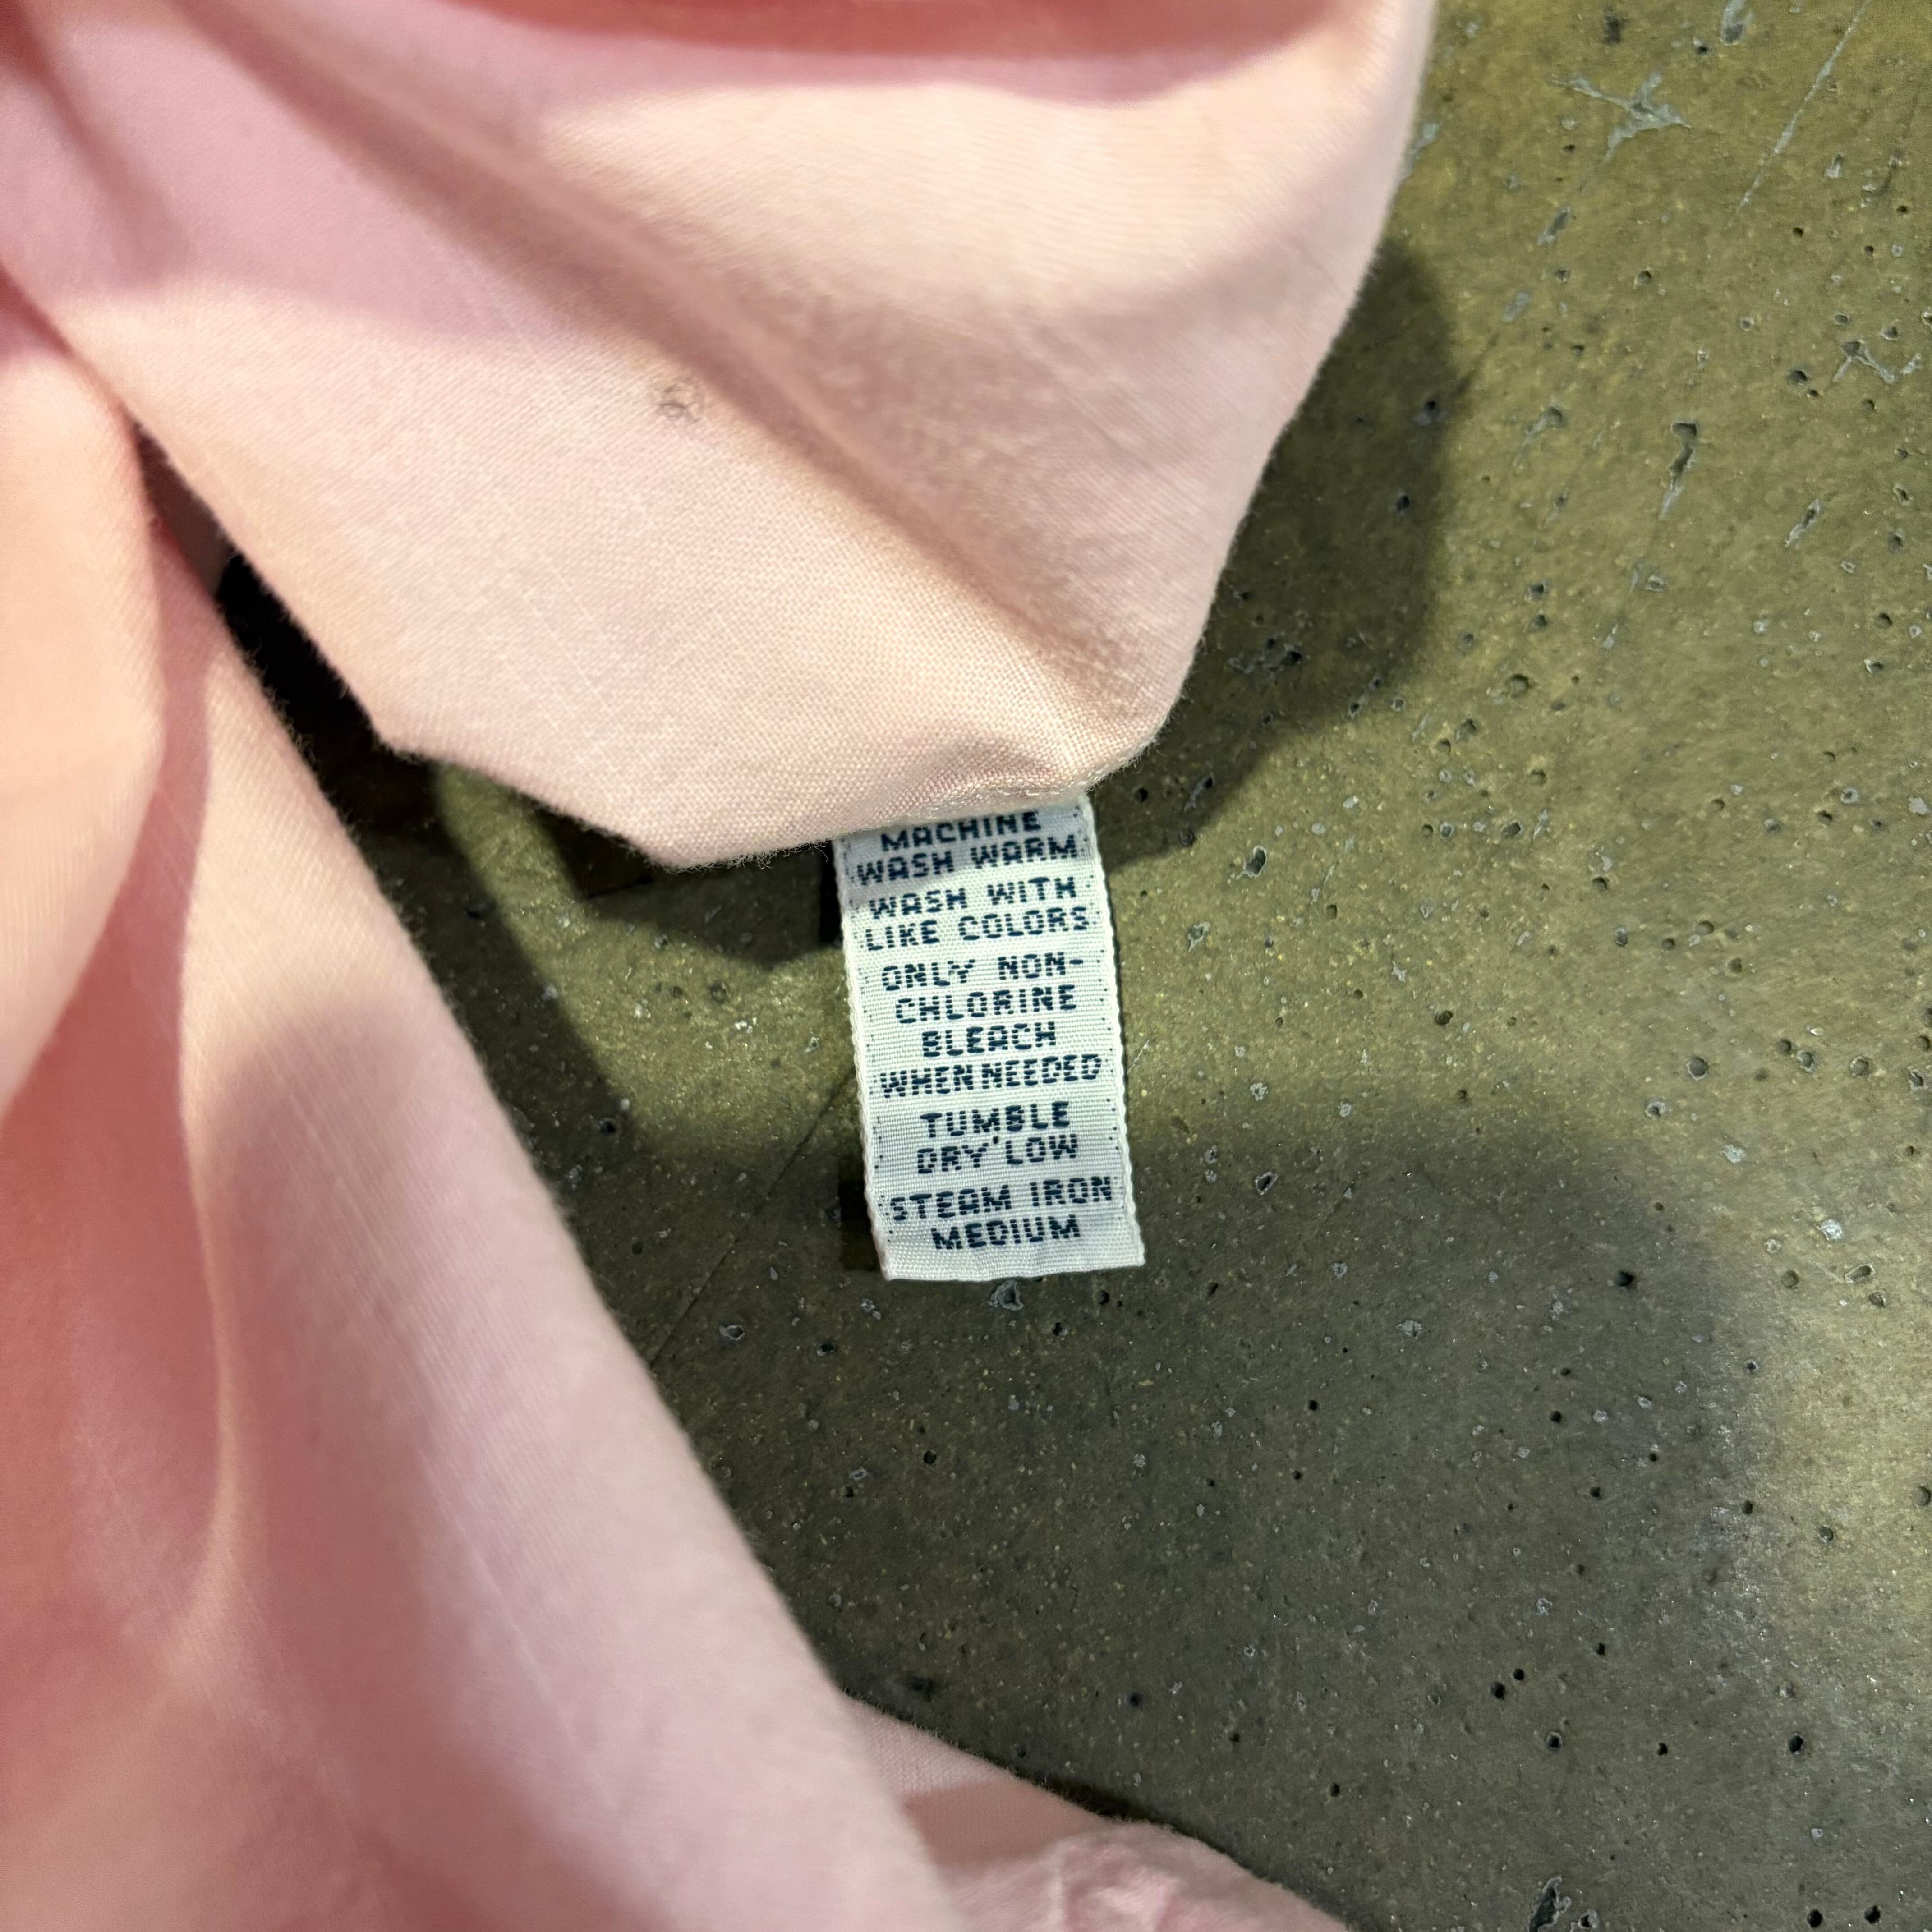 MACHINE
WASH WARM
WASH WITH
LIKE COLORS
ONLY NON-
CHLORINE
BLEACH
WHEN NEEDED
TUMBLE
DRY LOW
STEAM IRON
MEDIUM